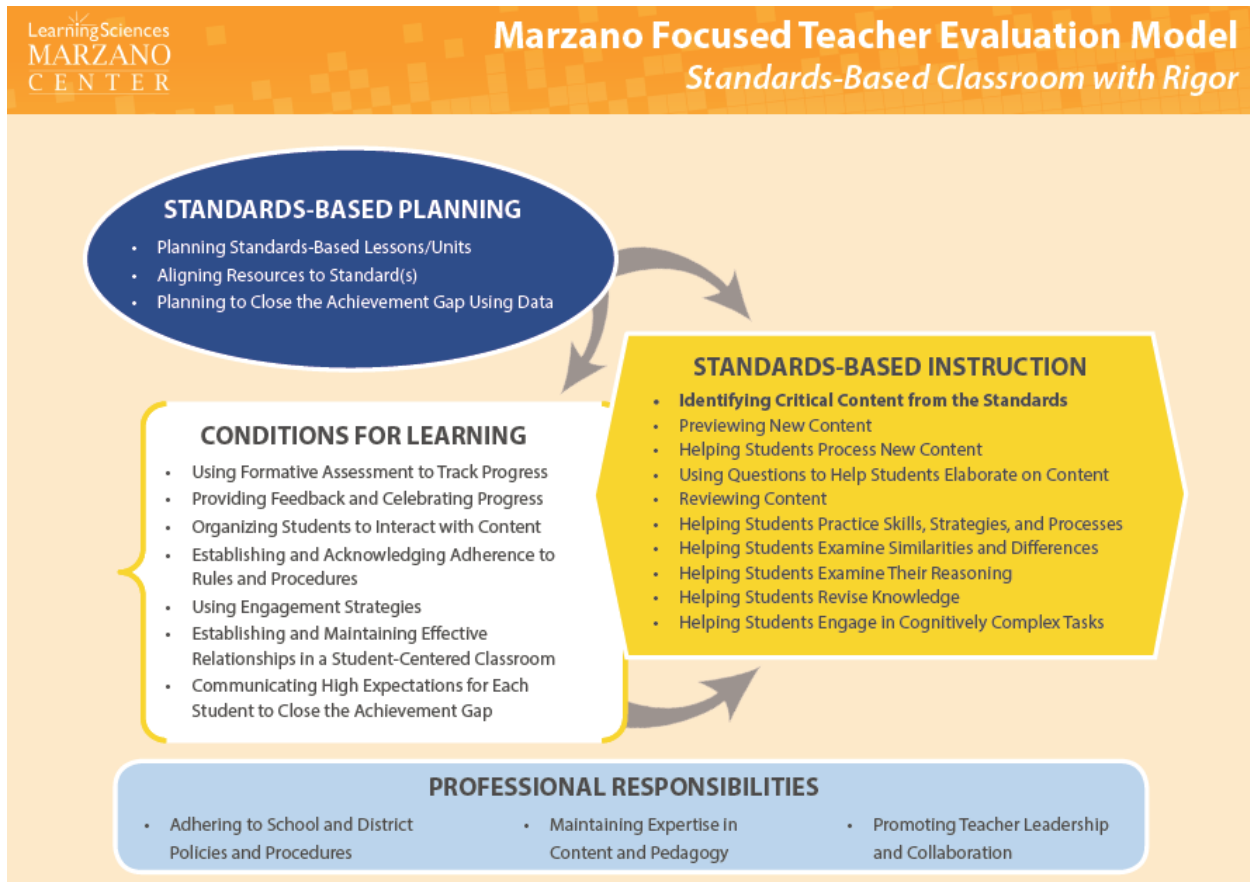 LearningSciences
MARZANO
CENTER
Marzano Focused Teacher Evaluation Model
Standards-Based Classroom with Rigor
STANDARDS-BASED PLANNING
• Planning Standards-Based Lessons/Units
• Aligning Resources to Standard(s)
• Planning to Close the Achievement Gap Using Data
STANDARDS-BASED INSTRUCTION
• Identifying Critical Content from the Standards
• Previewing New Content
• Helping Students Process New Content
• Using Questions to Help Students Elaborate on Content
• Reviewing Content
• Helping Students Practice Skills, Strategies, and Processes
• Helping Students Examine Similarities and Differences
• Helping Students Examine Their Reasoning
• Helping Students Revise Knowledge
• Helping Students Engage in Cognitively Complex Tasks
CONDITIONS FOR LEARNING
• Using Formative Assessment to Track Progress
• Providing Feedback and Celebrating Progress
• Organizing Students to Interact with Content
• Establishing and Acknowledging Adherence to
Rules and Procedures
• Using Engagement Strategies
• Establishing and Maintaining Effective
Relationships in a Student-Centered Classroom
• Communicating High Expectations for Each
Student to Close the Achievement Gap
PROFESSIONAL RESPONSIBILITIES
• Adhering to School and District
Policies and Procedures
• Maintaining Expertise in
Content and Pedagogy
• Promoting Teacher Leadership
and Collaboration